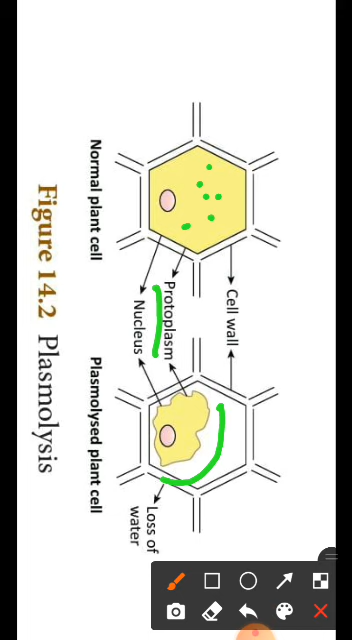 Cell wall
Protoplasm
Nucleus
Loss of
water
Normal plant cell
Plasmolysed plant cell
Figure 14.2 Plasmolysis